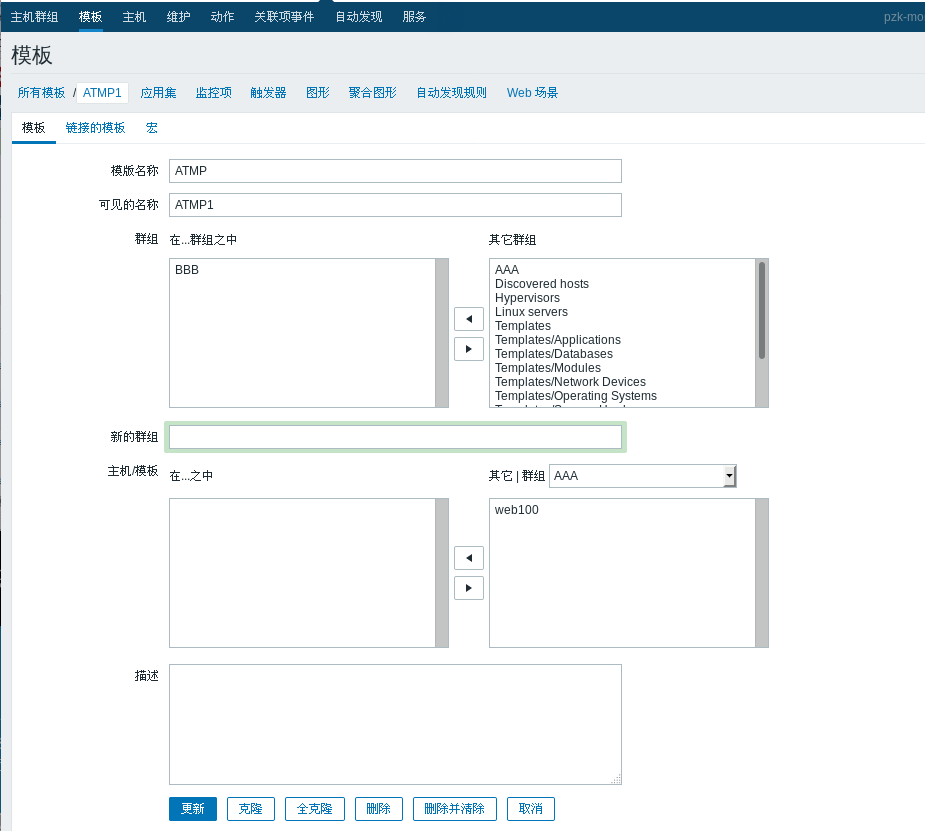 主机群组 模板 主机 维护 动作 关联项事件 自动发现 服务 pzk-mo
模板
所有模板 / ATMP1 应用集 监控项 触发器 图形 聚合图形 自动发现规则 Web 场景
模板 链接的模板 宏
模版名称 ATMP
可见的名称 ATMP1
群组 在...群组之中 其它群组
BBB AAA
Discovered hosts
Hypervisors
Linux servers
Templates
Templates/Applications
Templates/Databases
Templates/Modules
Templates/Network Devices
Templates/Operating Systems
新的群组
主机/模板 在...之中 其它 | 群组 AAA
web100
描述
更新 克隆 全克隆 删除 删除并清除 取消